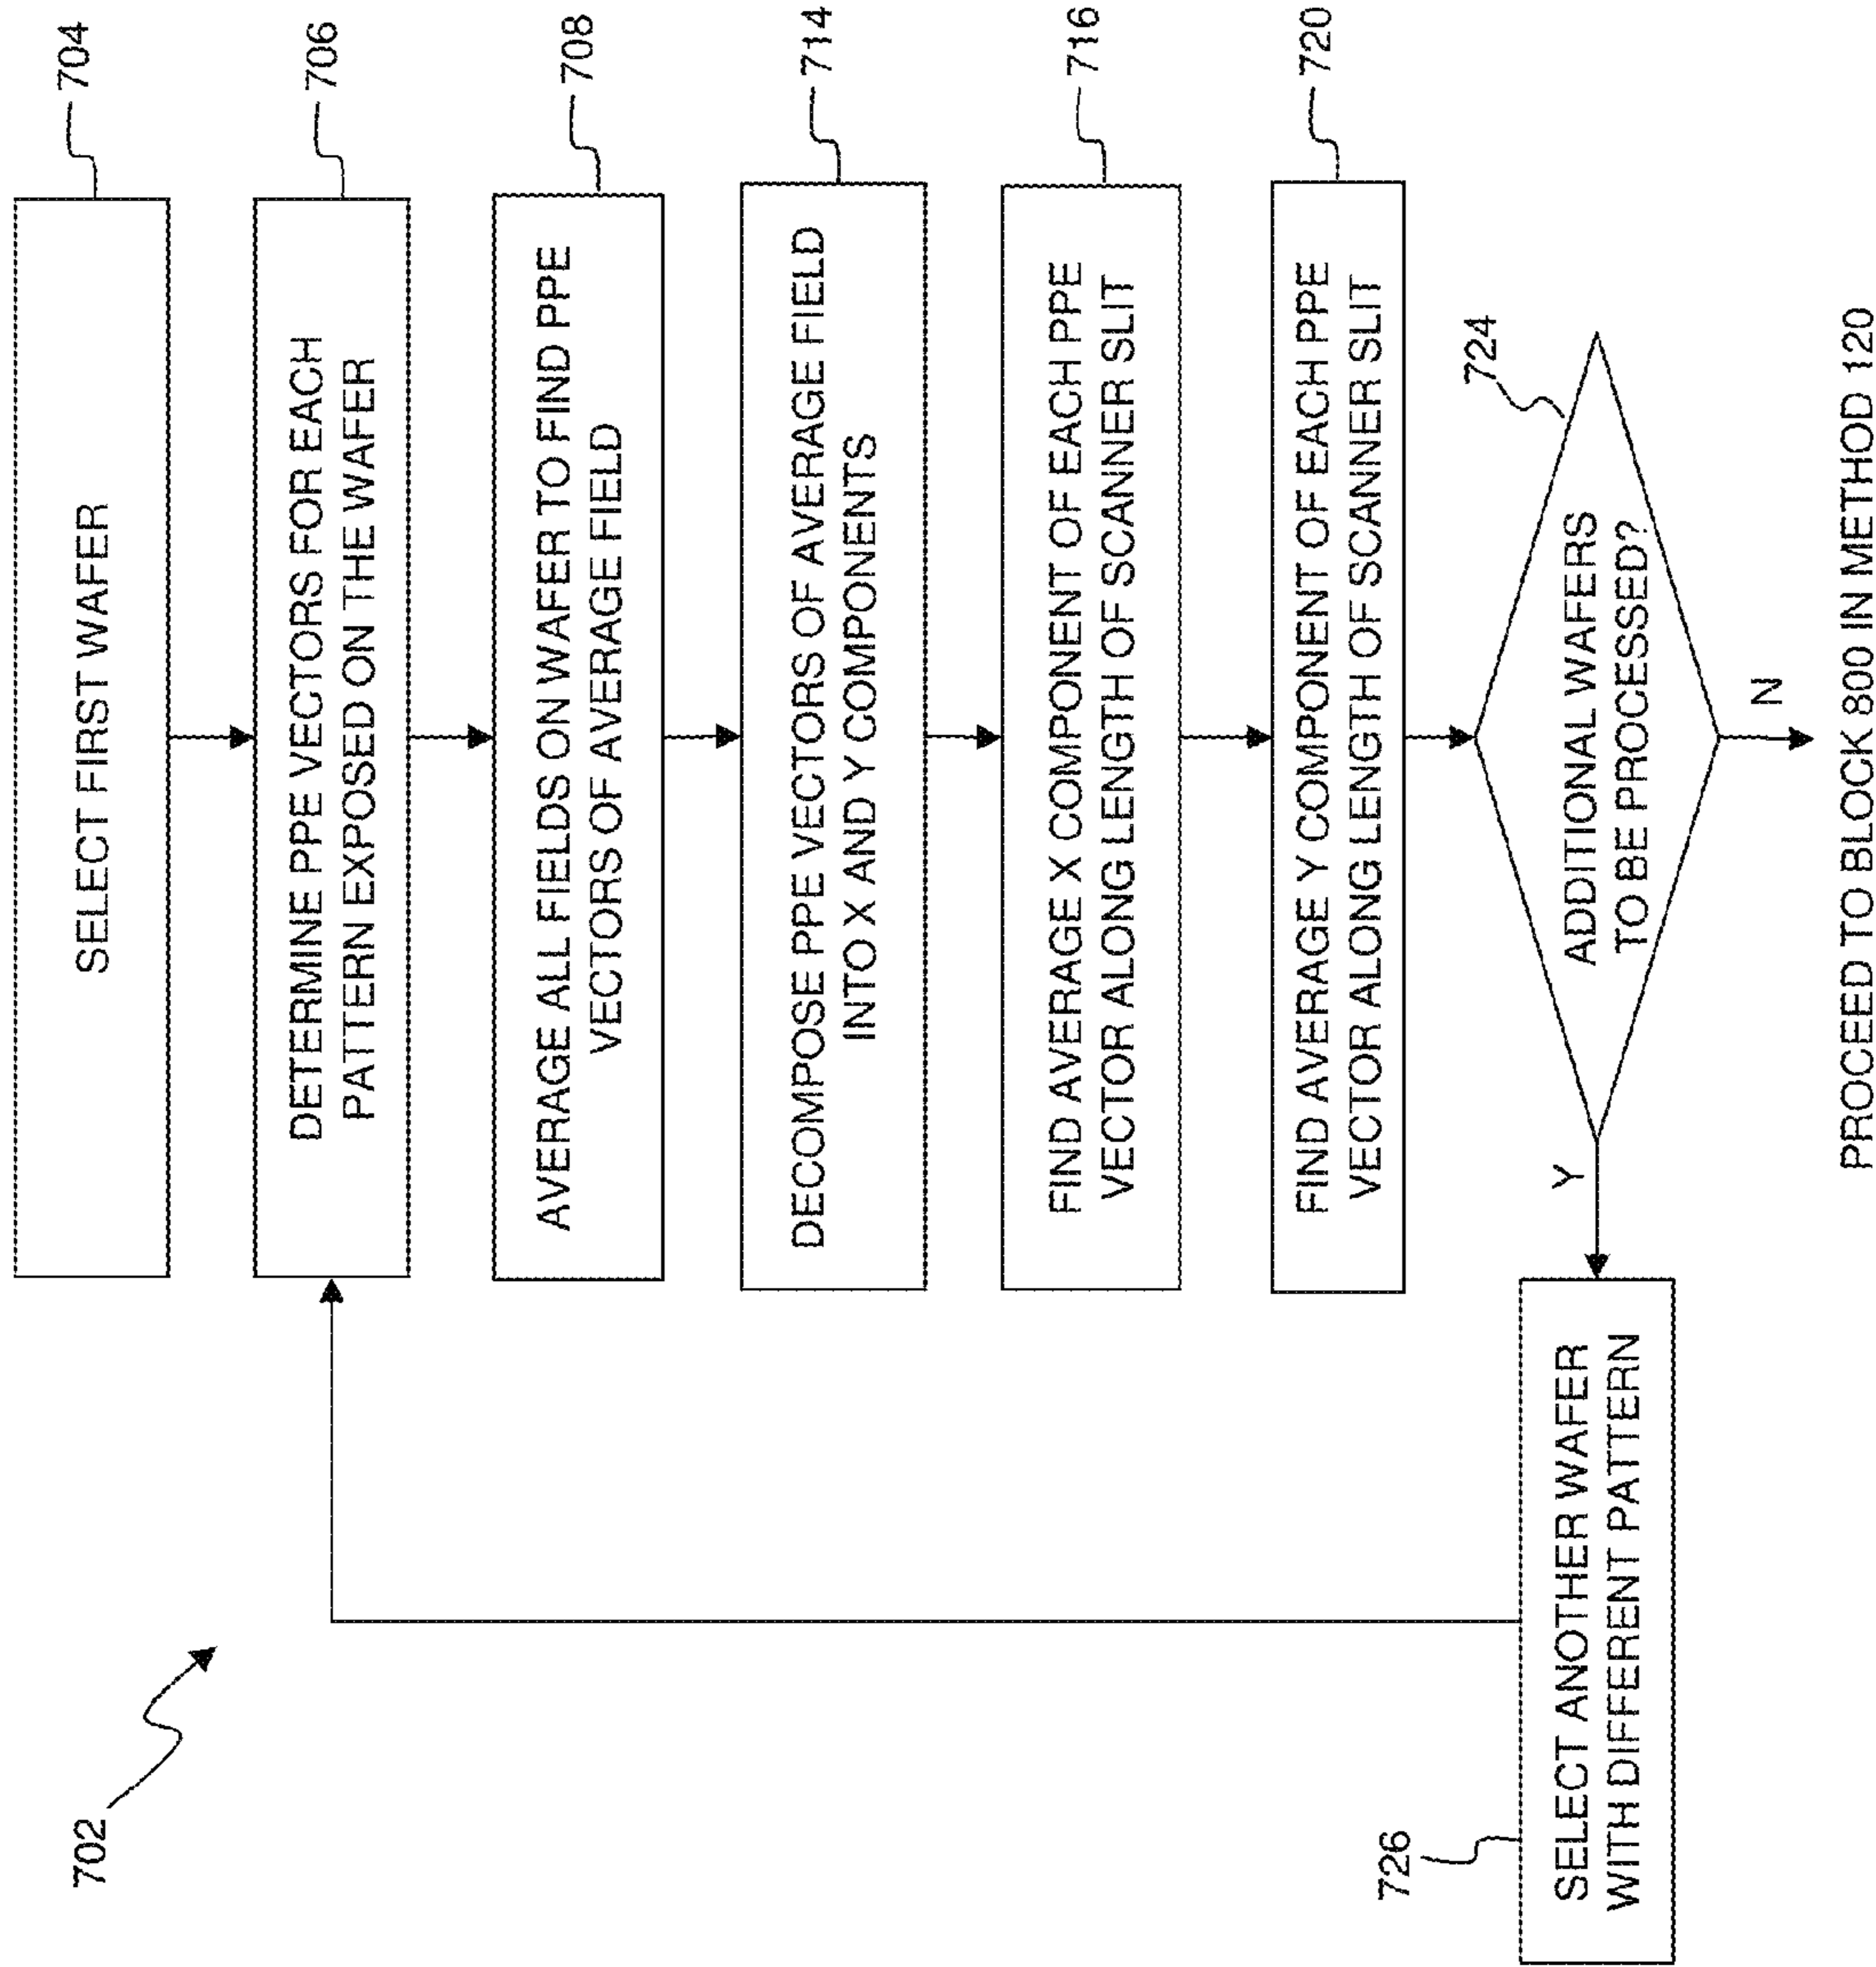 702
SELECT FIRST WAFER
704
DETERMINE PPE VECTORS FOR EACH
PATTERN EXPOSED ON THE WAFER
706
AVERAGE ALL FIELDS ON WAFER TO FIND PPE
VECTORS OF AVERAGE FIELD
708
DECOMPOSE PPE VECTORS OF AVERAGE FIELD
INTO X AND Y COMPONENTS
714
FIND AVERAGE X COMPONENT OF EACH PPE
VECTOR ALONG LENGTH OF SCANNER SLIT
716
FIND AVERAGE Y COMPONENT OF EACH PPE
VECTOR ALONG LENGTH OF SCANNER SLIT
720
724
ADDITIONAL WAFERS
TO BE PROCESSED?
Y
N
726
SELECT ANOTHER WAFER
WITH DIFFERENT PATTERN
PROCEED TO BLOCK 800 IN METHOD 120